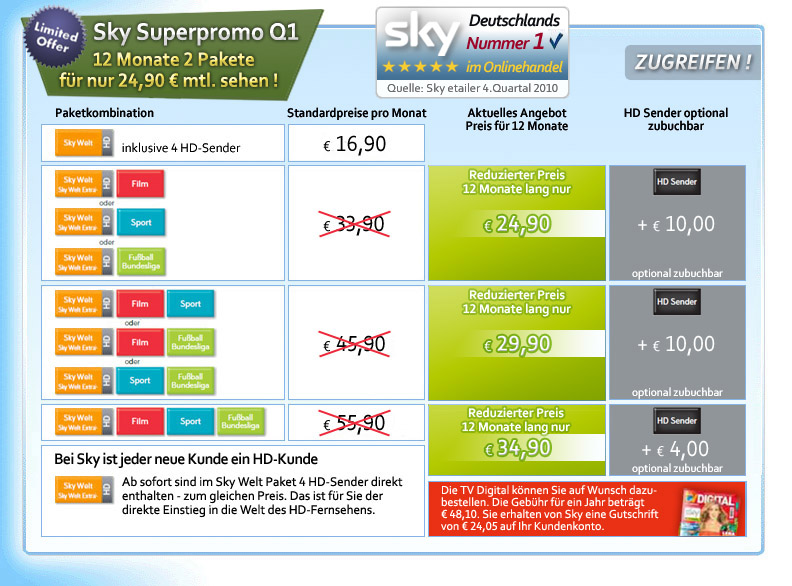 Limited
Offer
Sky Superpromo Q1
12 Monate 2 Pakete
für nur 24,90 € mtl. sehen !
sky
Deutschlands
Nummer 1
im Onlinehandel
Quelle: Sky etailer 4.Quartal 2010
ZUGREIFEN !
Paketkombination
Standardpreise pro Monat
Aktuelles Angebot
Preis für 12 Monate
HD Sender optional
zubuchbar
Sky Welt HD
inklusive 4 HD-Sender
€ 16,90
Sky Welt
Sky Welt Extra HD
Film
oder
Sky Welt
Sky Welt Extra HD
Sport
oder
Sky Welt
Sky Welt Extra HD
Fußball
Bundesliga
€ 33,90
Reduzierter Preis
12 Monate lang nur
€ 24,90
HD Sender
+ € 10,00
optional zubuchbar
Sky Welt
Sky Welt Extra HD
Film
Sport
oder
Sky Welt
Sky Welt Extra HD
Film
Fußball
Bundesliga
oder
Sky Welt
Sky Welt Extra HD
Sport
Fußball
Bundesliga
€ 45,90
Reduzierter Preis
12 Monate lang nur
€ 29,90
HD Sender
+ € 10,00
optional zubuchbar
Sky Welt
Sky Welt Extra HD
Film
Sport
Fußball
Bundesliga
€ 55,90
Reduzierter Preis
12 Monate lang nur
€ 34,90
HD Sender
+ € 4,00
optional zubuchbar
Bei Sky ist jeder neue Kunde ein HD-Kunde
Sky Welt
Sky Welt Extra HD
Ab sofort sind im Sky Welt Paket 4 HD-Sender direkt
enthalten - zum gleichen Preis. Das ist für Sie der
direkte Einstieg in die Welt des HD-Fernsehens.
Die TV Digital können Sie auf Wunsch dazu-
bestellen. Die Gebühr für ein Jahr beträgt
€ 48,10. Sie erhalten von Sky eine Gutschrift
von € 24,05 auf Ihr Kundenkonto.
DIGITAL